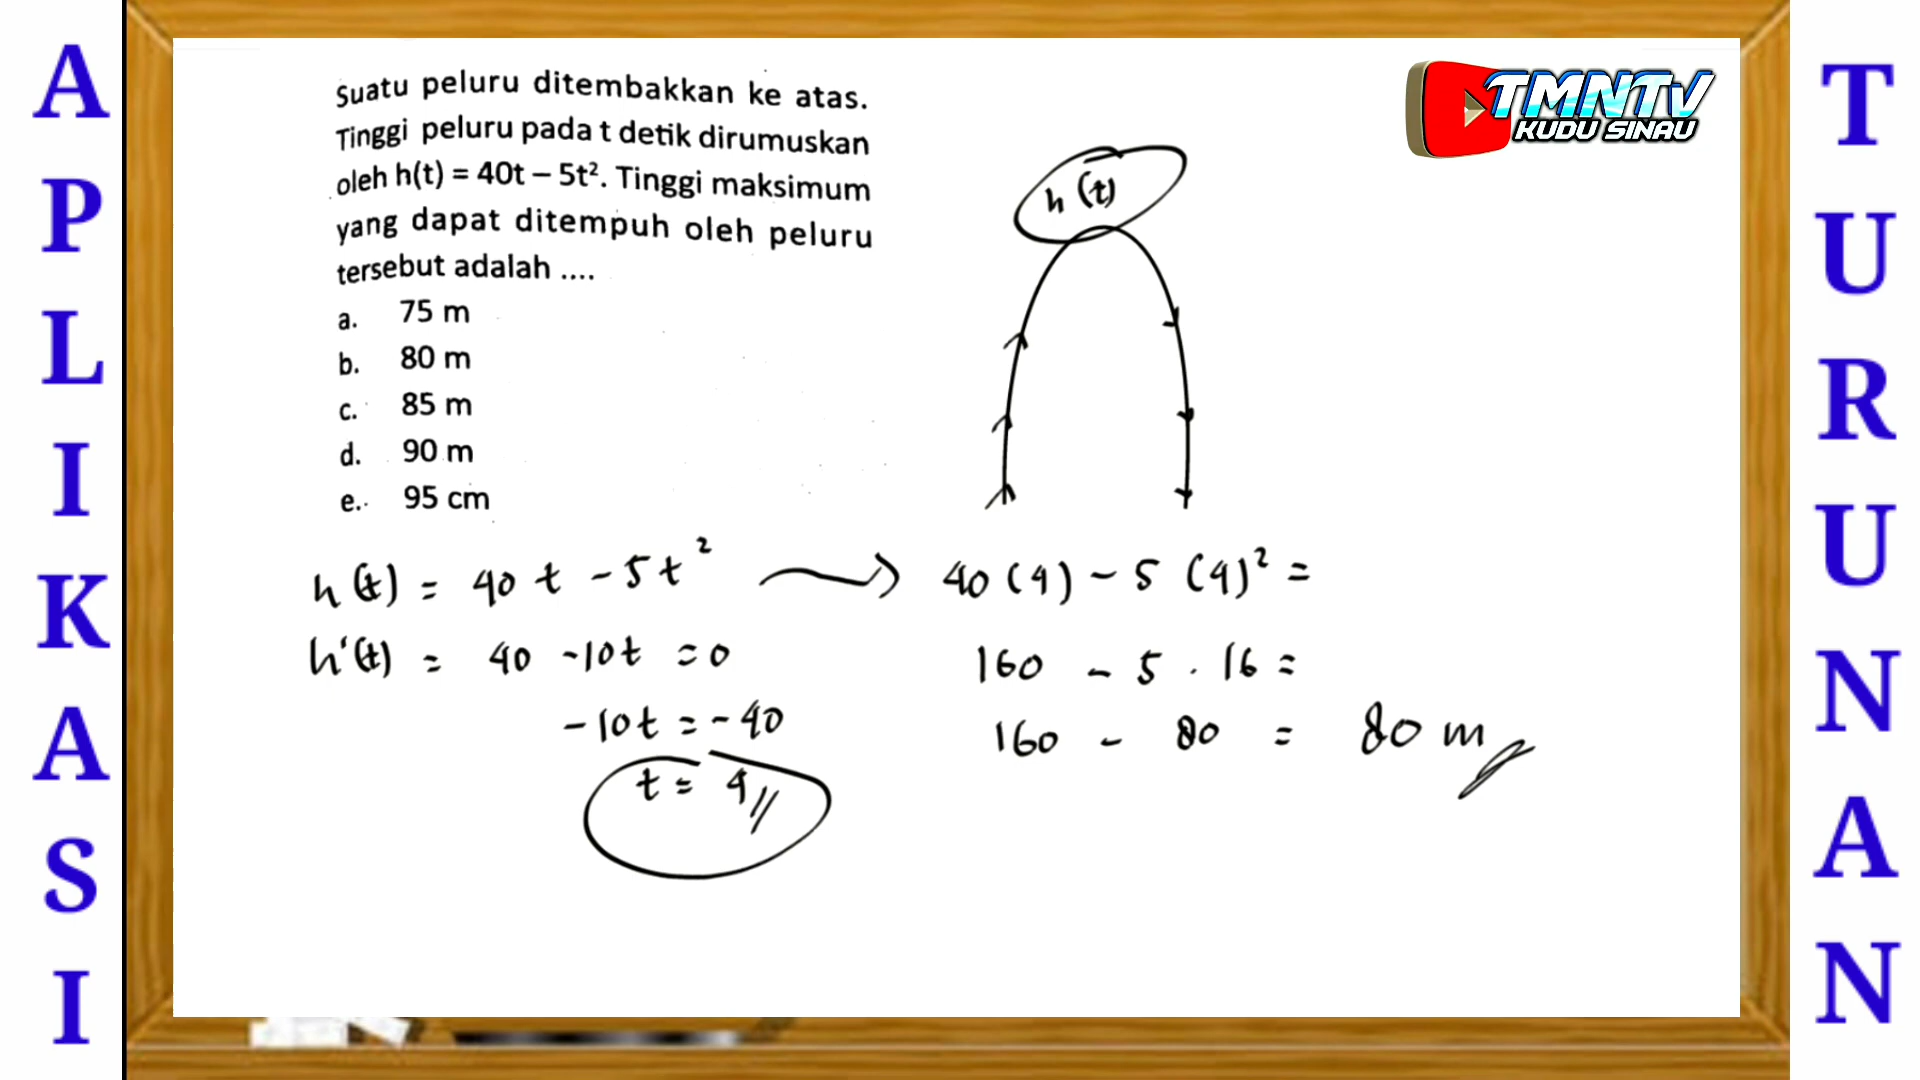 APLIKASI
Suatu peluru ditembakkan ke atas.
Tinggi peluru pada t detik dirumuskan
oleh h(t) = 40t – 5t². Tinggi maksimum
yang dapat ditempuh oleh peluru
tersebut adalah ....
a. 75 m
b. 80 m
c. 85 m
d. 90 m
e. 95 cm
h(t) = 40t - 5t²
h'(t) = 40 - 10t = 0
-10t = -40
t = 4
h(t)
40(4) - 5(4)² =
160 - 5 . 16 =
160 - 80 = 80 m
TMNTV
KUDU SINAU
TURUNAN